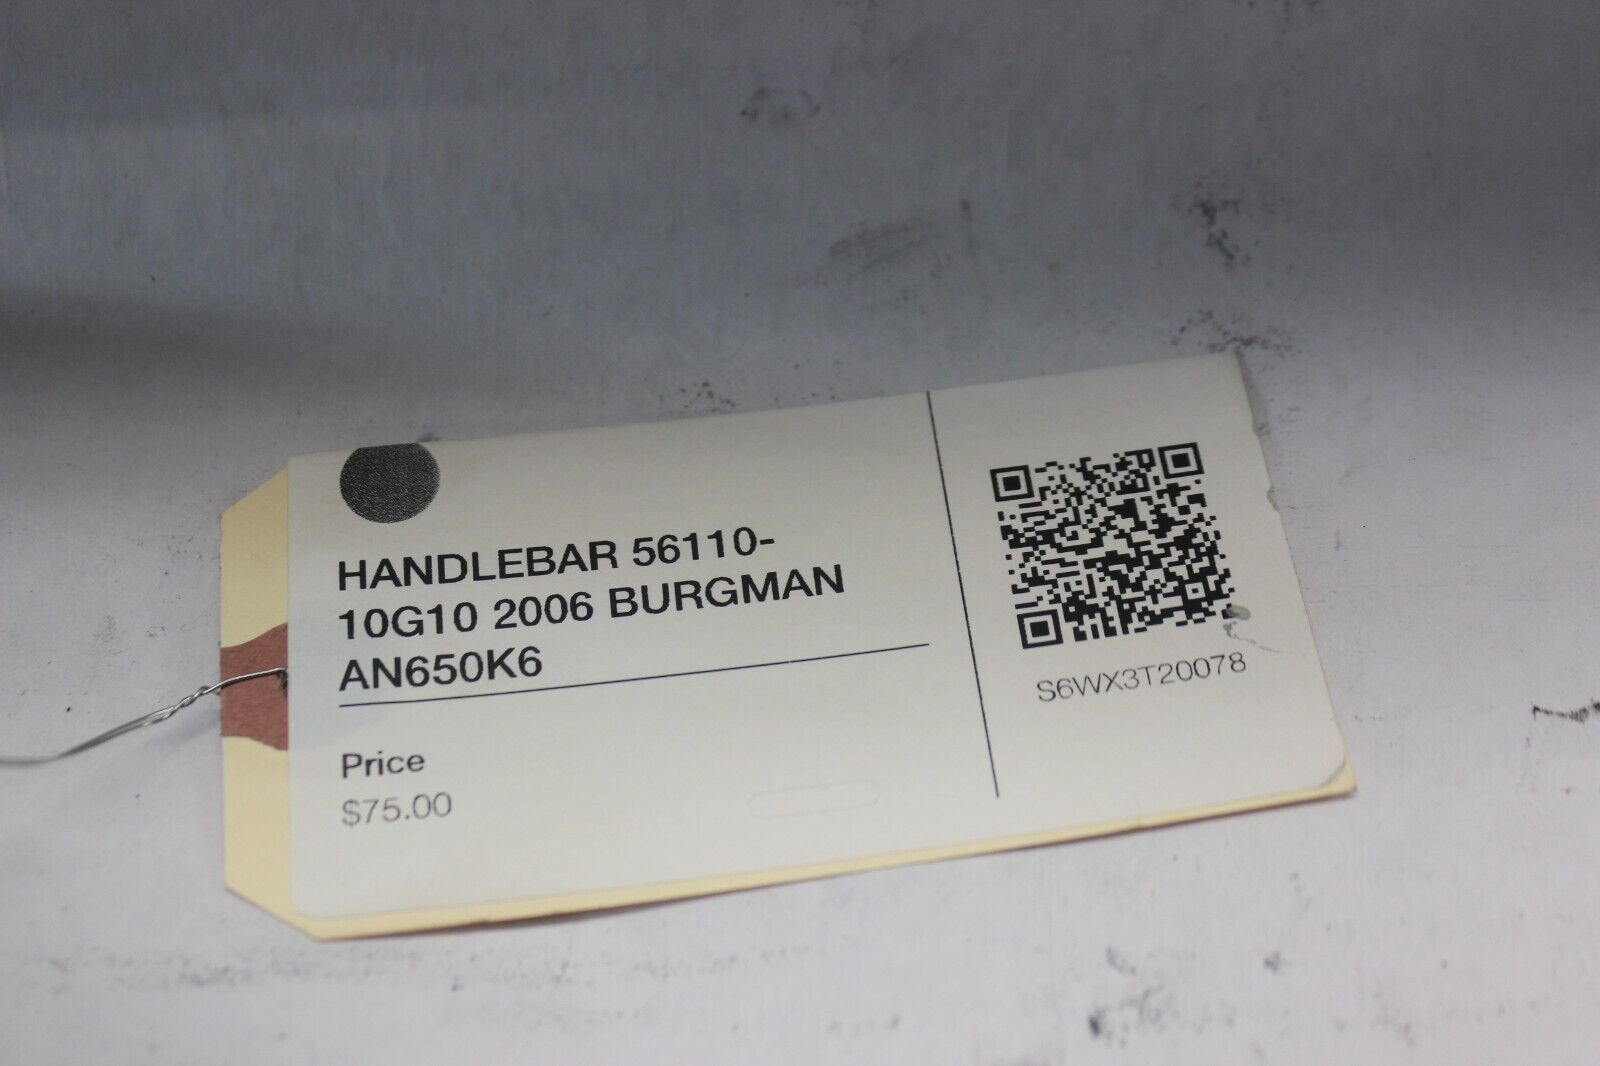 HANDLEBAR 56110-
10G10 2006 BURGMAN
AN650K6
Price
$75.00
S6WX3T20078